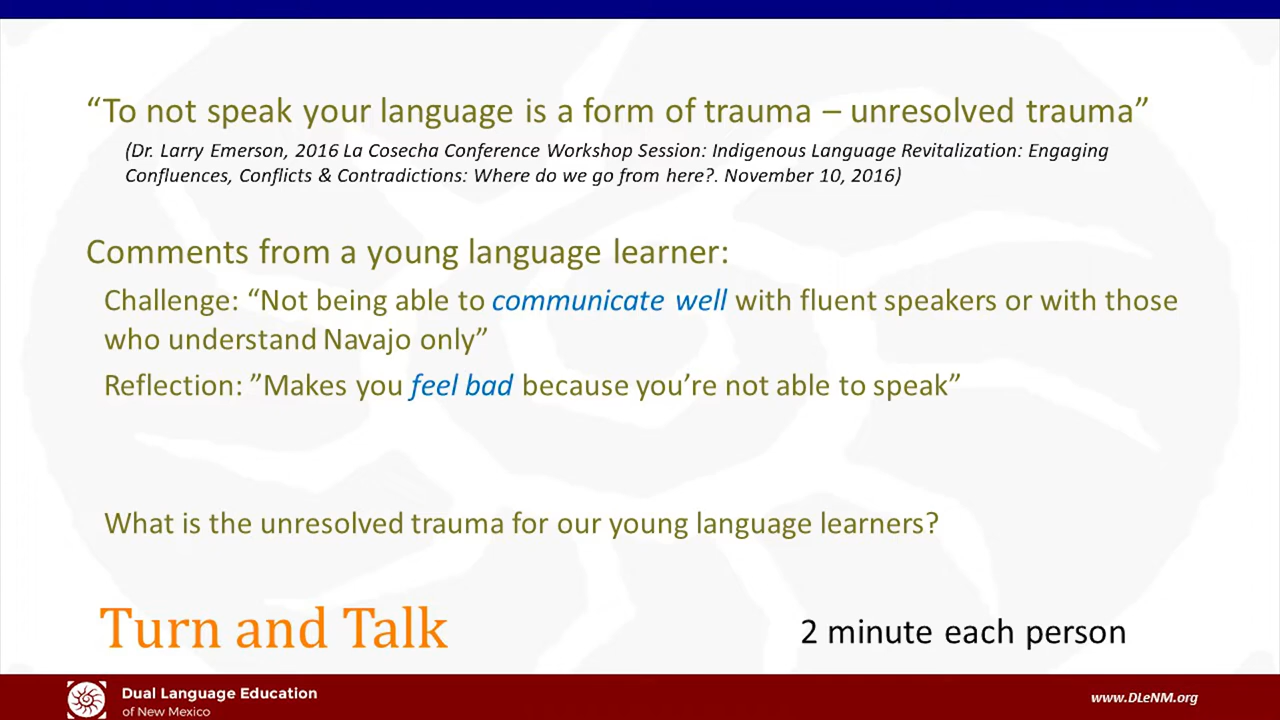 “To not speak your language is a form of trauma – unresolved trauma”
(Dr. Larry Emerson, 2016 La Cosecha Conference Workshop Session: Indigenous Language Revitalization: Engaging
Confluences, Conflicts & Contradictions: Where do we go from here?. November 10, 2016)
Comments from a young language learner:
Challenge: “Not being able to communicate well with fluent speakers or with those
who understand Navajo only”
Reflection: ”Makes you feel bad because you’re not able to speak”
What is the unresolved trauma for our young language learners?
Turn and Talk
2 minute each person
Dual Language Education
of New Mexico
www.DLeNM.org